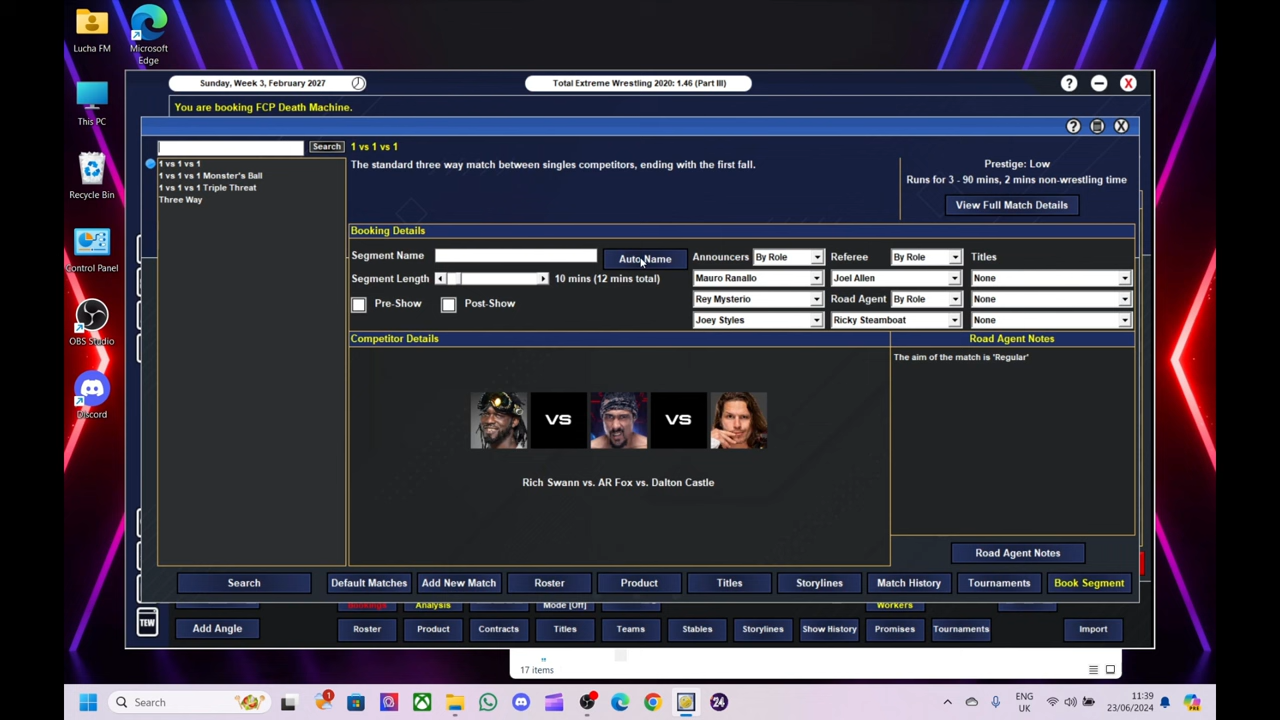 Lucha FM
Microsoft Edge
This PC
Recycle Bin
Control Panel
OBS Studio
Discord
Sunday, Week 3, February 2027
Total Extreme Wrestling 2020: 1.46 (Part III)
?
X
You are booking FCP Death Machine.
?
X
Search
1 vs 1 vs 1
1 vs 1 vs 1
1 vs 1 vs 1 Monster's Ball
1 vs 1 vs 1 Triple Threat
Three Way
The standard three way match between singles competitors, ending with the first fall.
Prestige: Low
Runs for 3 - 90 mins, 2 mins non-wrestling time
View Full Match Details
Booking Details
Segment Name
Auto Name
Announcers By Role
Referee By Role
Titles
Segment Length
10 mins (12 mins total)
Mauro Ranallo
Joel Allen
None
Pre-Show
Post-Show
Rey Mysterio
Road Agent By Role
None
Joey Styles
Ricky Steamboat
None
Competitor Details
Road Agent Notes
The aim of the match is 'Regular'
VS
VS
Rich Swann vs. AR Fox vs. Dalton Castle
Road Agent Notes
Search
Default Matches
Add New Match
Roster
Product
Titles
Storylines
Match History
Tournaments
Book Segment
Bookings
Analysis
Mode [Off]
Workers
TEW
Add Angle
Roster
Product
Contracts
Titles
Teams
Stables
Storylines
Show History
Promises
Tournaments
Import
17 items
Search
1
24
ENG
UK
11:39
23/06/2024
PRE